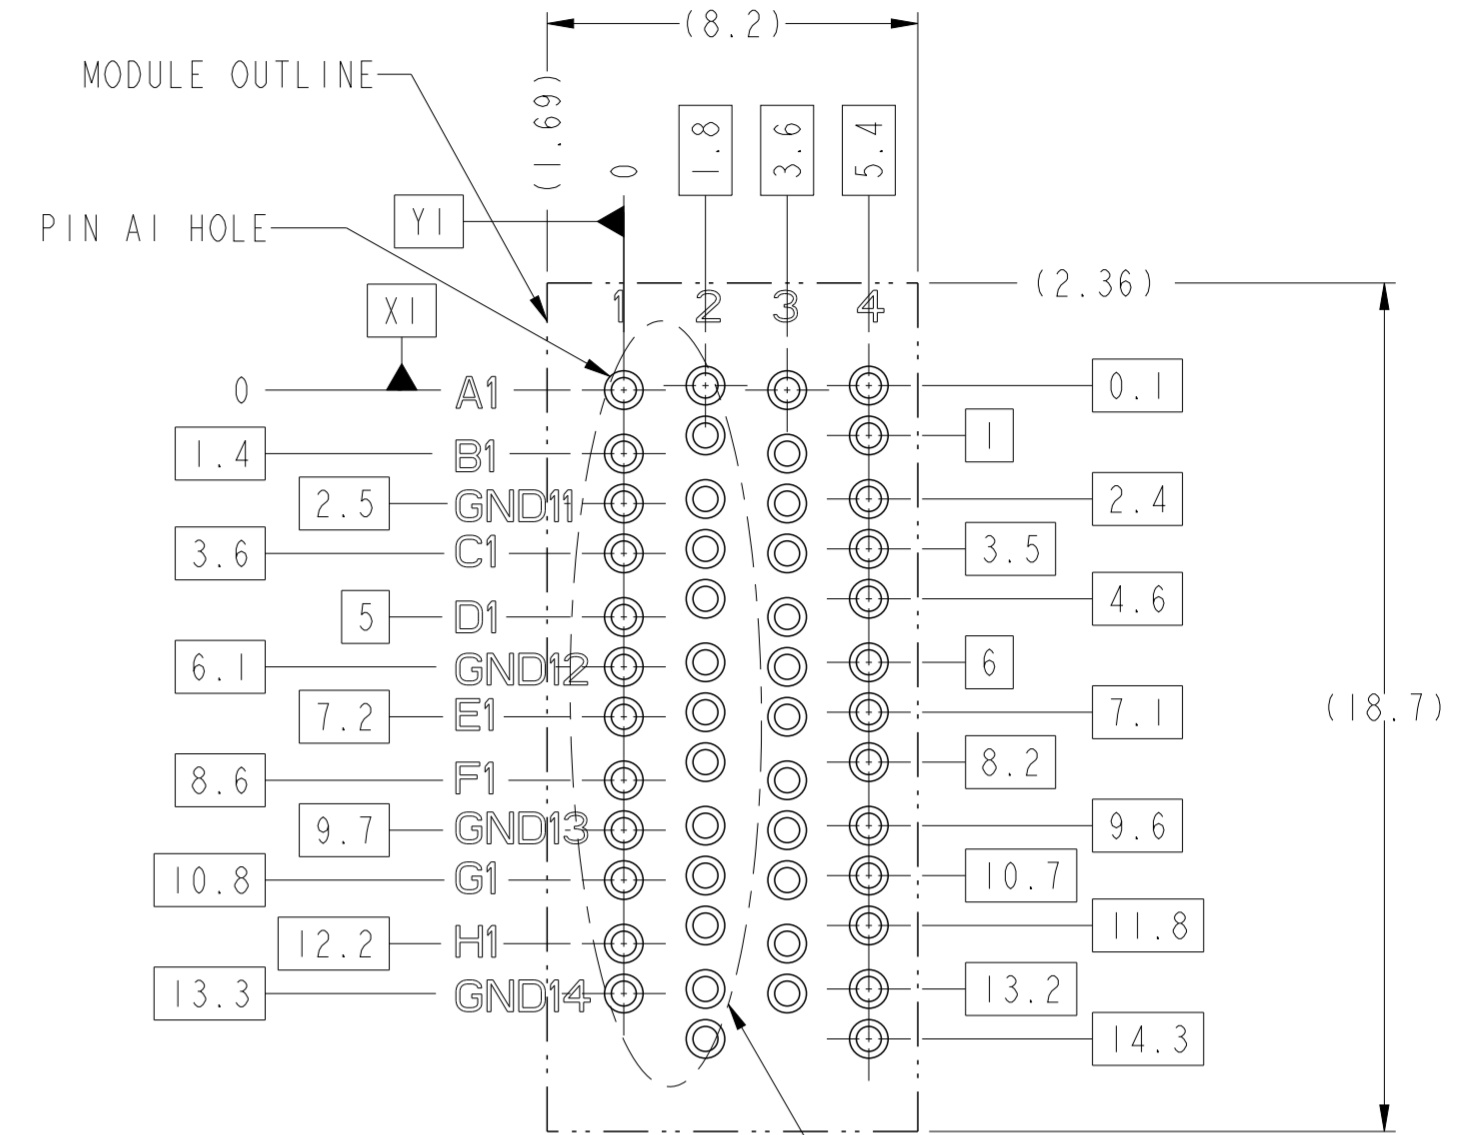 (8.2)
MODULE OUTLINE
(1.69)
0
1.8
3.6
5.4
Y1
PIN A1 HOLE
(2.36)
X1
1 2 3 4
0 A1 0.1
1
1.4 B1
2.5 GND11 2.4
3.6 C1 3.5
4.6
5 D1
6.1 GND12 6
7.2 E1 7.1
(18.7)
8.2
8.6 F1
9.7 GND13 9.6
10.8 G1 10.7
11.8
12.2 H1
13.3 GND14 13.2
14.3